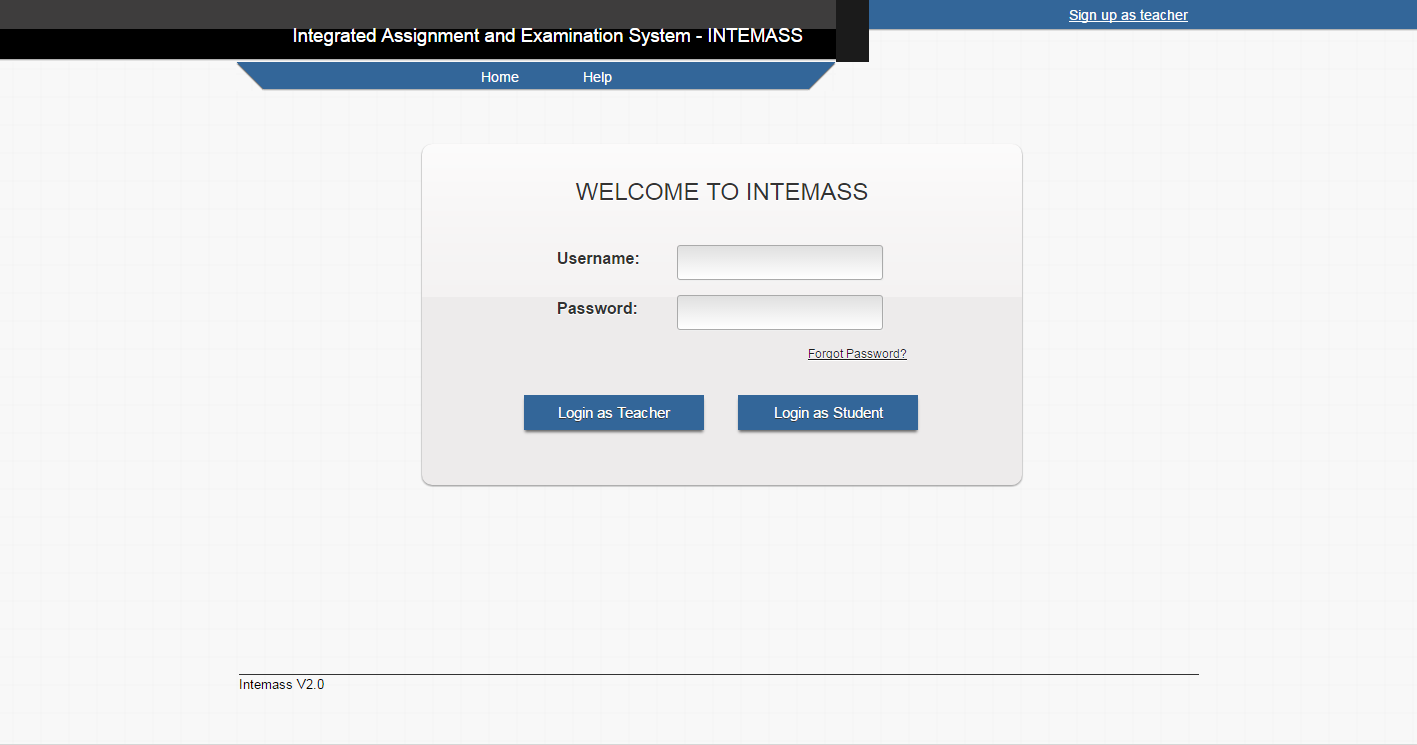 Sign up as teacher
Integrated Assignment and Examination System - INTEMASS
Home Help
WELCOME TO INTEMASS
Username:
Password:
Forgot Password?
Login as Teacher Login as Student
Intemass V2.0